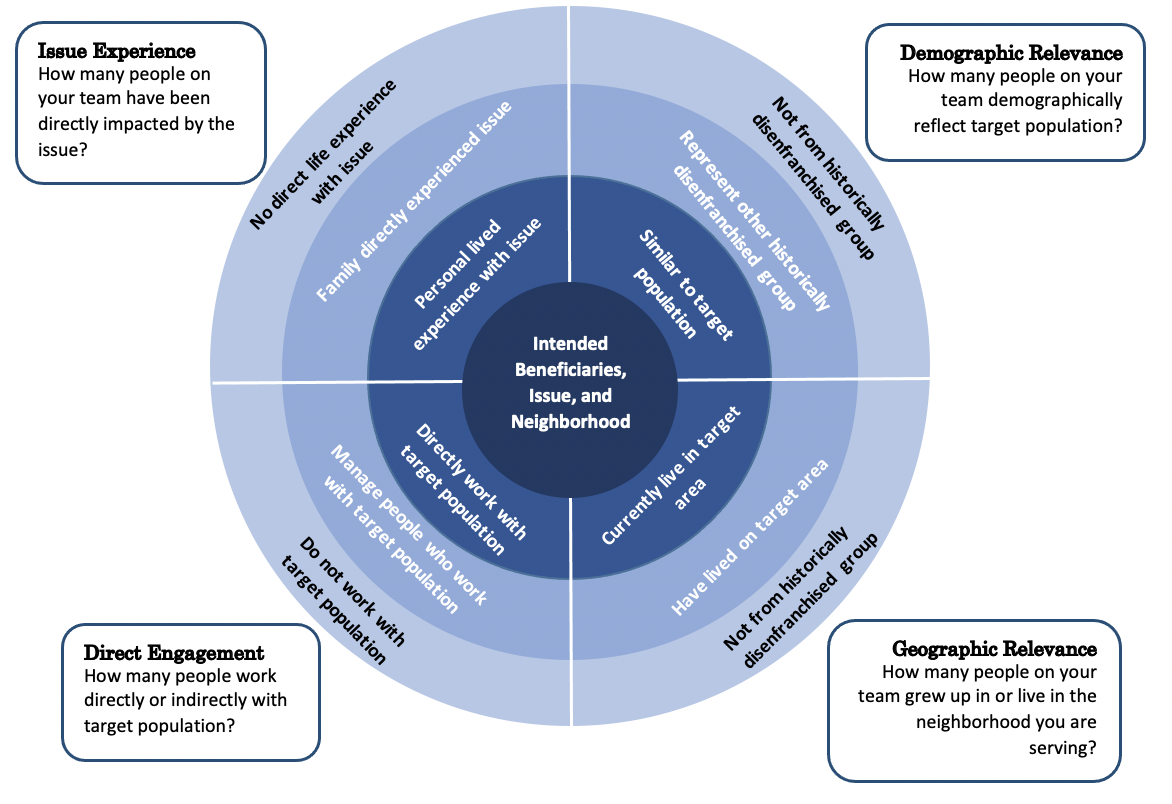 Issue Experience
How many people on
your team have been
directly impacted by the
issue?
Demographic Relevance
How many people on your
team demographically
reflect target population?
No direct life experience
with issue
Family directly experienced issue
Personal lived
experience with issue
Not from historically
disenfranchised group
Represent other historically
disenfranchised group
Similar to target
population
Intended
Beneficiaries,
Issue, and
Neighborhood
Directly work with
target population
Manage people who work
with target population
Do not work with
target population
Currently live in target
area
Have lived on target area
Not from historically
disenfranchised group
Direct Engagement
How many people work
directly or indirectly with
target population?
Geographic Relevance
How many people on your
team grew up in or live in the
neighborhood you are
serving?